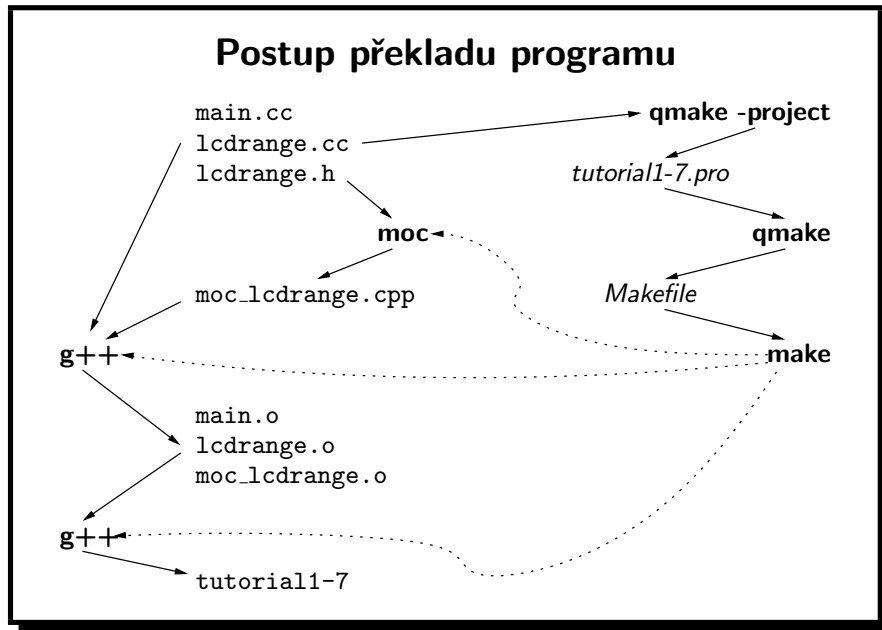 Postup překladu programu
main.cc
lcdrange.cc
lcdrange.h
qmake -project
tutorial1-7.pro
moc
qmake
moc_lcdrange.cpp
Makefile
g++
make
main.o
lcdrange.o
moc_lcdrange.o
g++
tutorial1-7